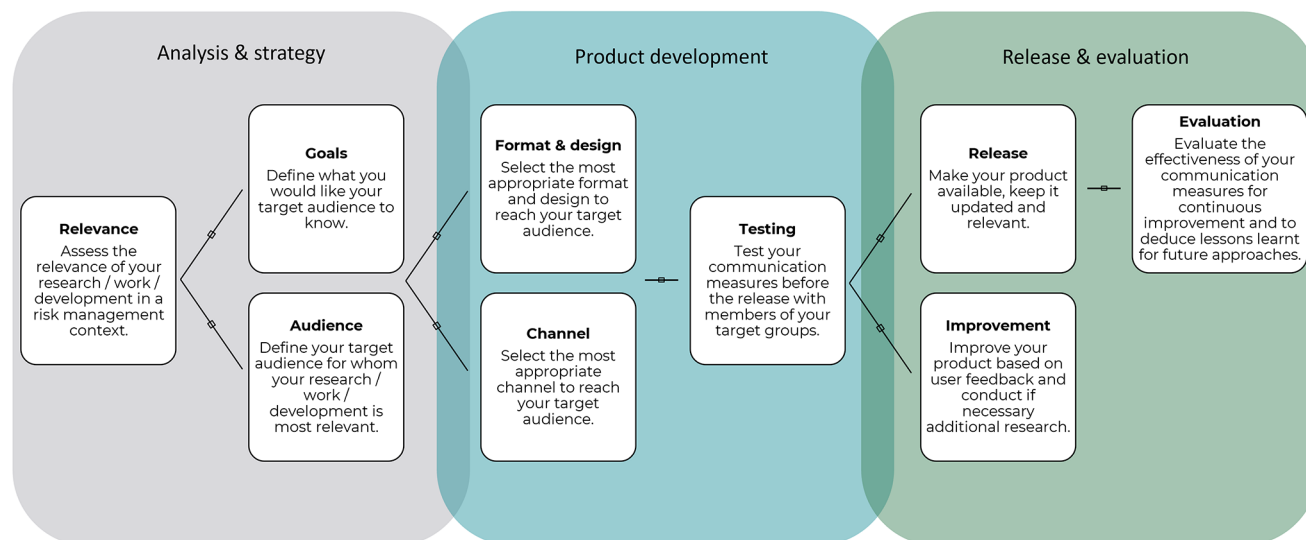 Analysis & strategy
Product development
Release & evaluation
Relevance
Assess the
relevance of your
research / work /
development in a
risk management
context.
Goals
Define what you
would like your
target audience to
know.
Audience
Define your target
audience for whom
your research /
work /
development is
most relevant.
Format & design
Select the most
appropriate format
and design to
reach your target
audience.
Channel
Select the most
appropriate
channel to reach
your target
audience.
Testing
Test your
communication
measures before
the release with
members of your
target groups.
Release
Make your product
available, keep it
updated and
relevant.
Improvement
Improve your
product based on
user feedback and
conduct if
necessary
additional research.
Evaluation
Evaluate the
effectiveness of your
communication
measures for
continuous
improvement and to
deduce lessons learnt
for future approaches.